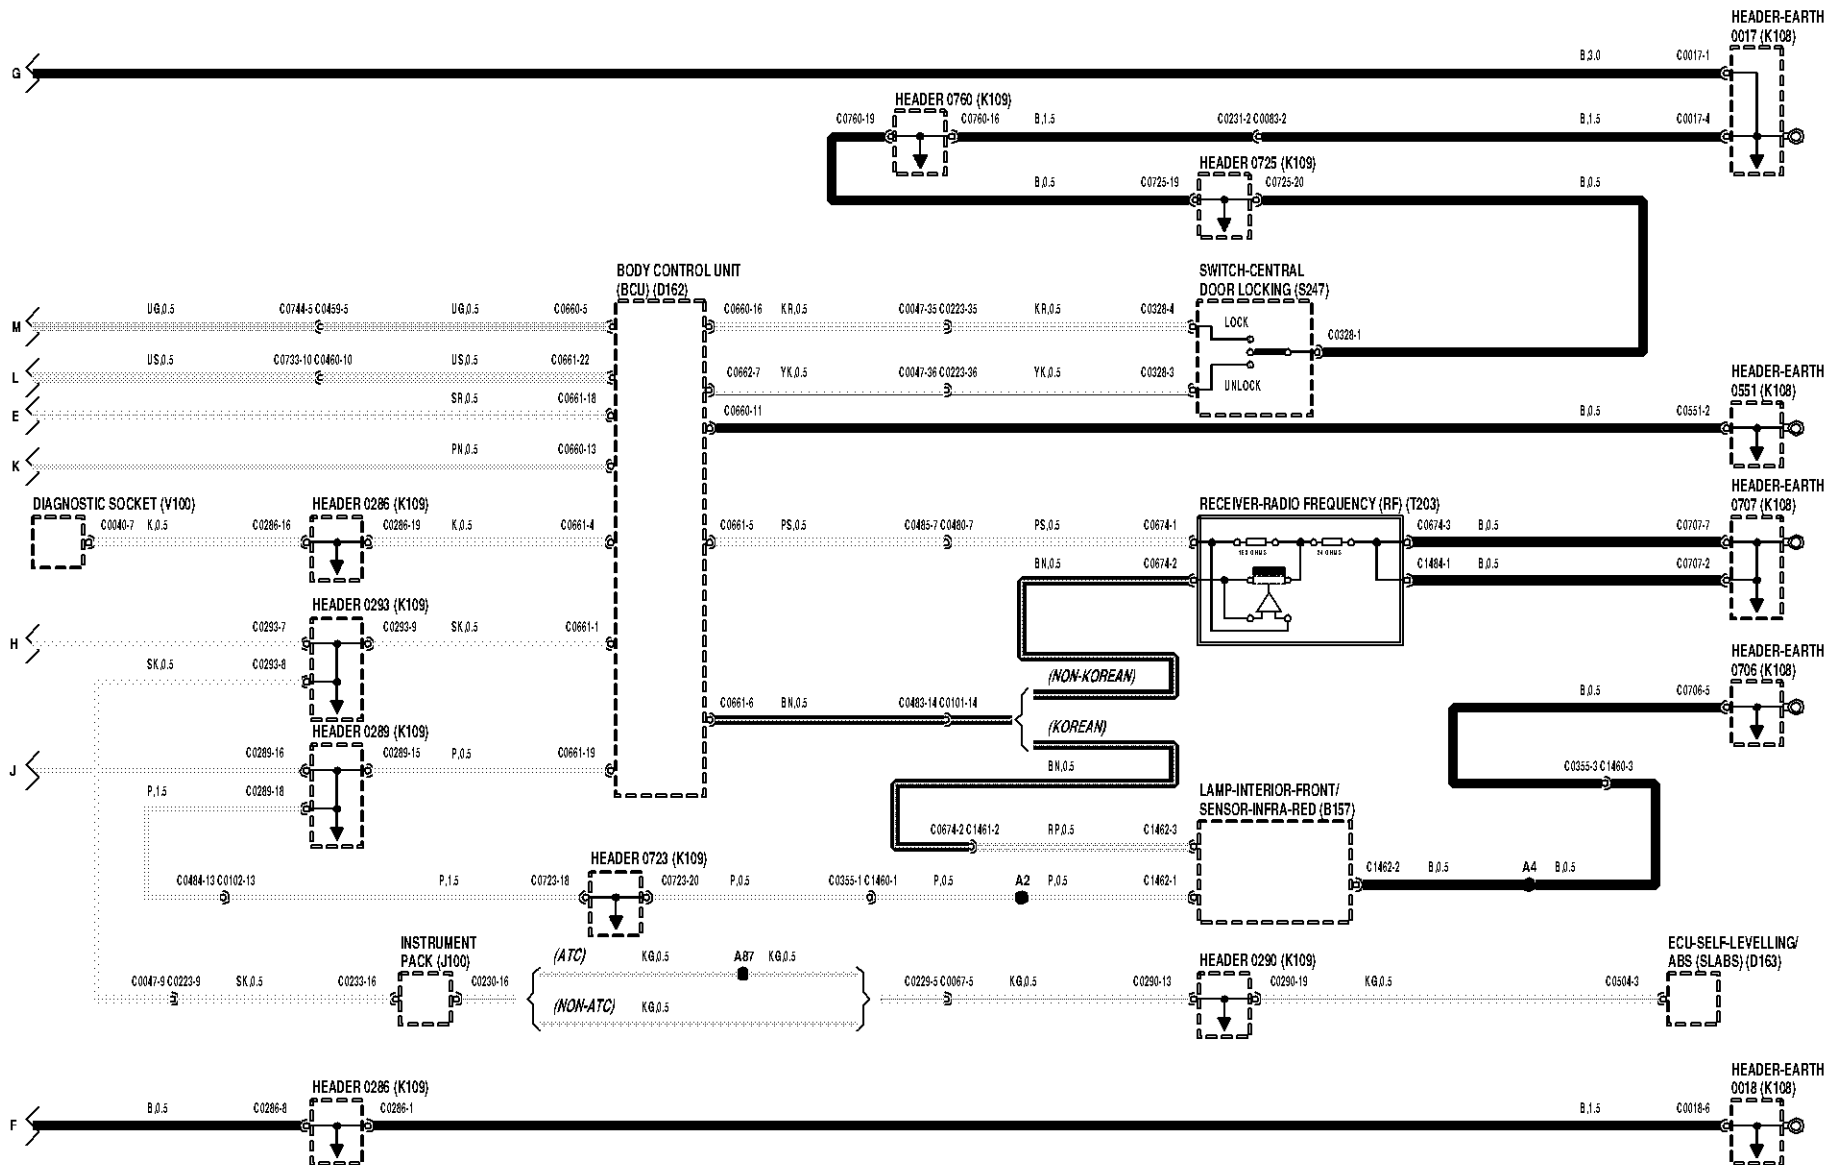 HEADER-EARTH
0017 (K108)
G
B,3.0
C0017-1
HEADER 0760 (K109)
C0760-19
C0760-16
B,1.5
C0231-2 C0083-2
B,1.5
C0017-4
HEADER 0725 (K109)
B,0.5
C0725-19
C0725-20
B,0.5
BODY CONTROL UNIT
(BCU) (D162)
SWITCH-CENTRAL
DOOR LOCKING (S247)
M
UG,0.5
C0744-5 C0459-5
UG,0.5
C0660-5
C0660-16
KR,0.5
C0047-35 C0223-35
KR,0.5
C0328-4
LOCK
C0328-1
L
US,0.5
C0733-10 C0460-10
US,0.5
C0661-22
C0662-7
YK,0.5
C0047-36 C0223-36
YK,0.5
C0328-3
UNLOCK
HEADER-EARTH
0551 (K108)
E
SR,0.5
C0661-18
C0660-11
B,0.5
C0551-2
K
PN,0.5
C0660-13
HEADER-EARTH
0707 (K108)
DIAGNOSTIC SOCKET (V100)
HEADER 0286 (K109)
RECEIVER-RADIO FREQUENCY (RF) (T203)
C0040-7
K,0.5
C0286-16
C0286-19
K,0.5
C0661-4
C0661-5
PS,0.5
C0485-7 C0480-7
PS,0.5
C0674-1
C0674-3
B,0.5
C0707-7
BN,0.5
C0674-2
C1484-1
B,0.5
C0707-2
HEADER 0293 (K109)
H
C0293-7
C0293-9
SK,0.5
C0661-1
SK,0.5
C0293-8
HEADER-EARTH
0706 (K108)
(NON-KOREAN)
C0661-6
BN,0.5
C0483-14 C0101-14
B,0.5
C0706-5
(KOREAN)
HEADER 0289 (K109)
J
C0289-16
C0289-15
P,0.5
C0661-19
BN,0.5
C0355-3 C1460-3
P,1.5
C0289-18
LAMP-INTERIOR-FRONT/
SENSOR-INFRA-RED (B157)
C0674-2 C1461-2
RP,0.5
C1462-3
HEADER 0723 (K109)
C1462-2
B,0.5
A4
B,0.5
C0484-13 C0102-13
P,1.5
C0723-18
C0723-20
P,0.5
C0355-1 C1460-1
P,0.5
A2
P,0.5
C1462-1
INSTRUMENT
PACK (J100)
(ATC)
KG,0.5
A87
KG,0.5
HEADER 0290 (K109)
ECU-SELF-LEVELLING/
ABS (SLABS) (D163)
C0047-9 C0223-9
SK,0.5
C0233-16
C0230-16
(NON-ATC)
KG,0.5
C0229-5 C0067-5
KG,0.5
C0290-13
C0290-19
KG,0.5
C0504-3
HEADER 0286 (K109)
HEADER-EARTH
0018 (K108)
F
B,0.5
C0286-8
C0286-1
B,1.5
C0018-6